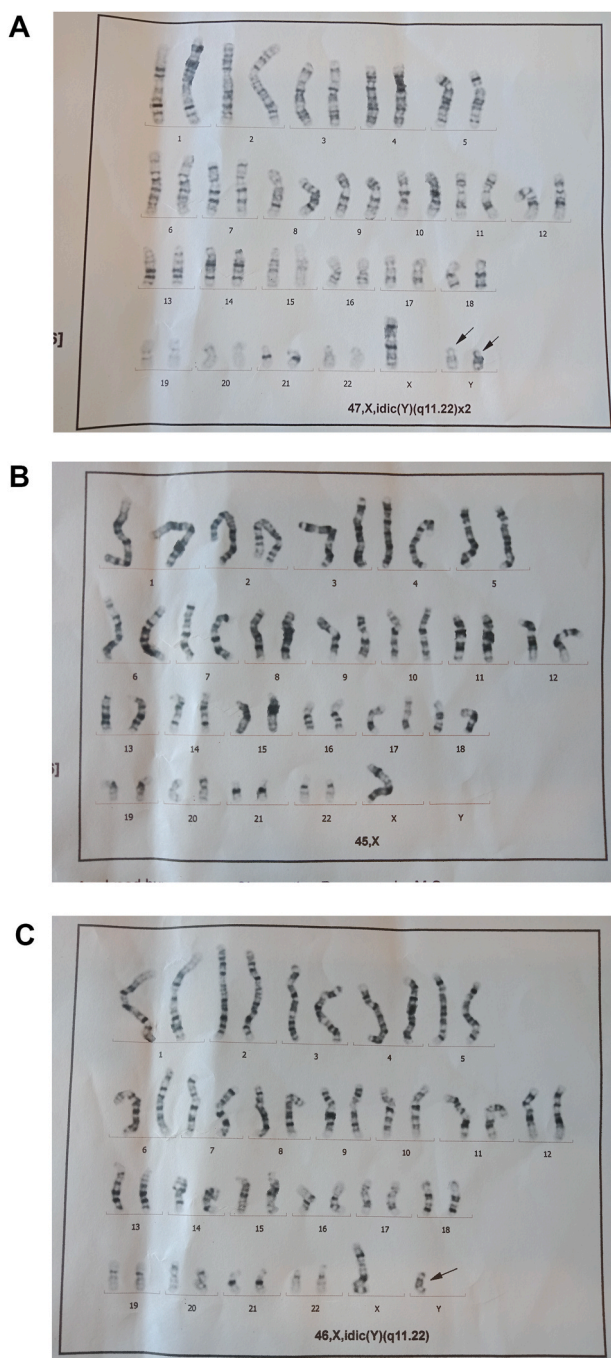 A
1 2 3 4 5
6 7 8 9 10 11 12
13 14 15 16 17 18
19 20 21 22 X Y
47,X,idic(Y)(q11.22)x2
B
1 2 3 4 5
6 7 8 9 10 11 12
13 14 15 16 17 18
19 20 21 22 X Y
45,X
C
1 2 3 4 5
6 7 8 9 10 11 12
13 14 15 16 17 18
19 20 21 22 X Y
46,X,idic(Y)(q11.22)